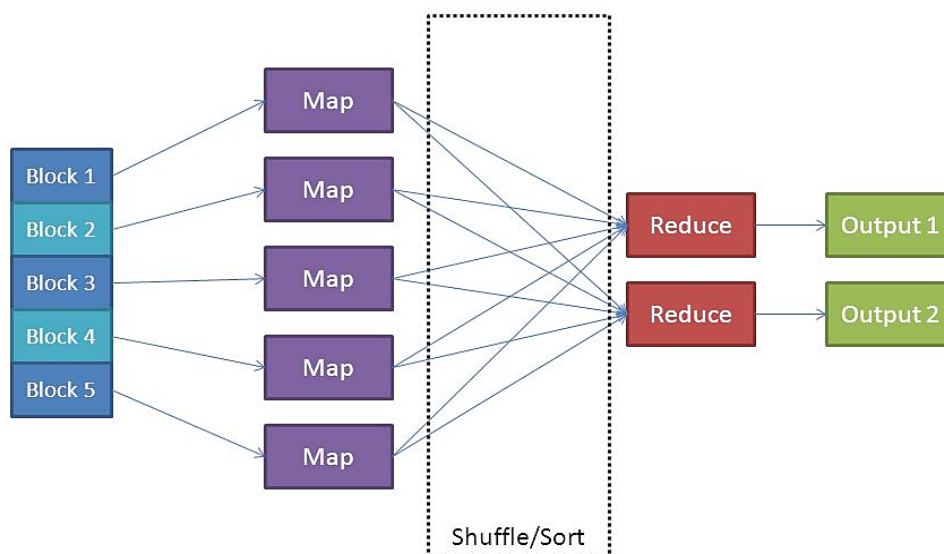 Block 1
Block 2
Block 3
Block 4
Block 5
Map
Map
Map
Map
Map
Shuffle/Sort
Reduce
Reduce
Output 1
Output 2